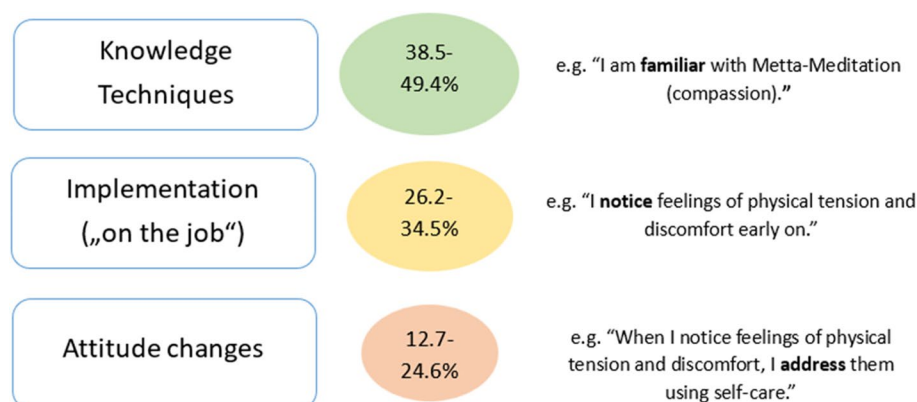 Knowledge
Techniques
38.5-
49.4%
e.g. “I am familiar with Metta-Meditation
(compassion).”
Implementation
(„on the job“)
26.2-
34.5%
e.g. “I notice feelings of physical tension and
discomfort early on.”
Attitude changes
12.7-
24.6%
e.g. “When I notice feelings of physical
tension and discomfort, I address them
using self-care.”